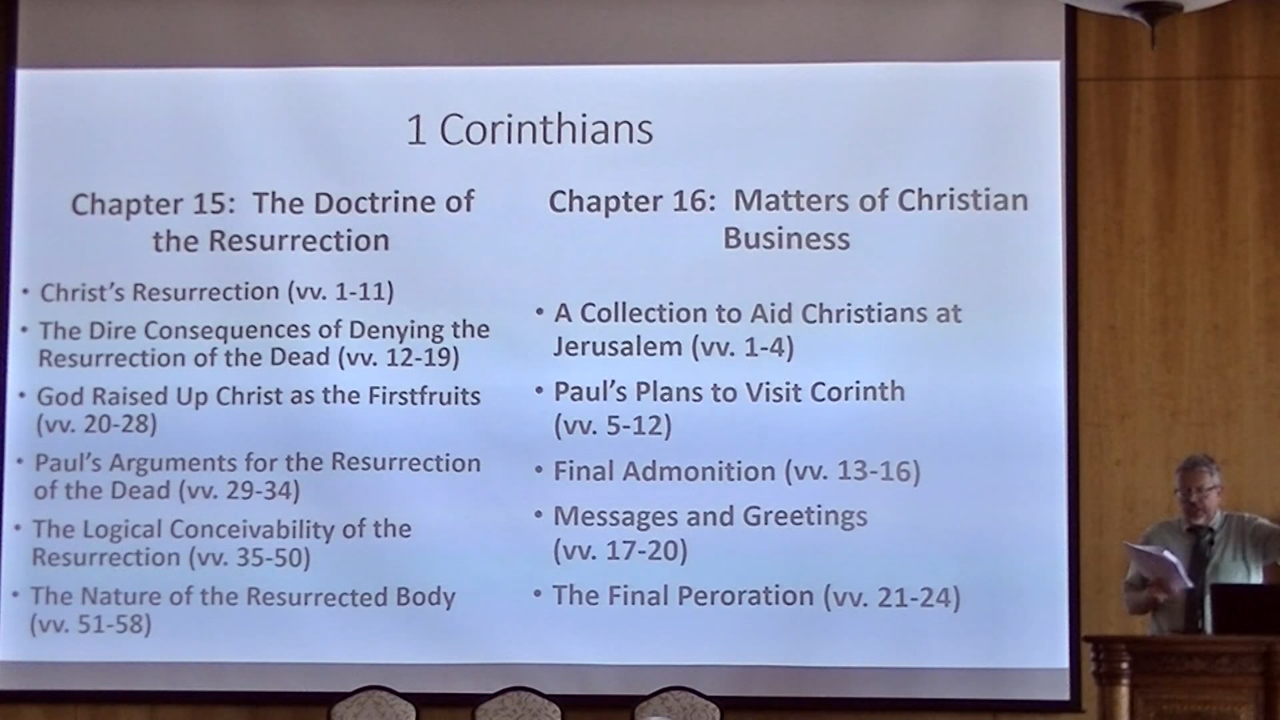 1 Corinthians
Chapter 15: The Doctrine of
the Resurrection
• Christ's Resurrection (vv. 1-11)
• The Dire Consequences of Denying the
Resurrection of the Dead (vv. 12-19)
• God Raised Up Christ as the Firstfruits
(vv. 20-28)
• Paul's Arguments for the Resurrection
of the Dead (vv. 29-34)
• The Logical Conceivability of the
Resurrection (vv. 35-50)
• The Nature of the Resurrected Body
(vv. 51-58)
Chapter 16: Matters of Christian
Business
• A Collection to Aid Christians at
Jerusalem (vv. 1-4)
• Paul's Plans to Visit Corinth
(vv. 5-12)
• Final Admonition (vv. 13-16)
• Messages and Greetings
(vv. 17-20)
• The Final Peroration (vv. 21-24)